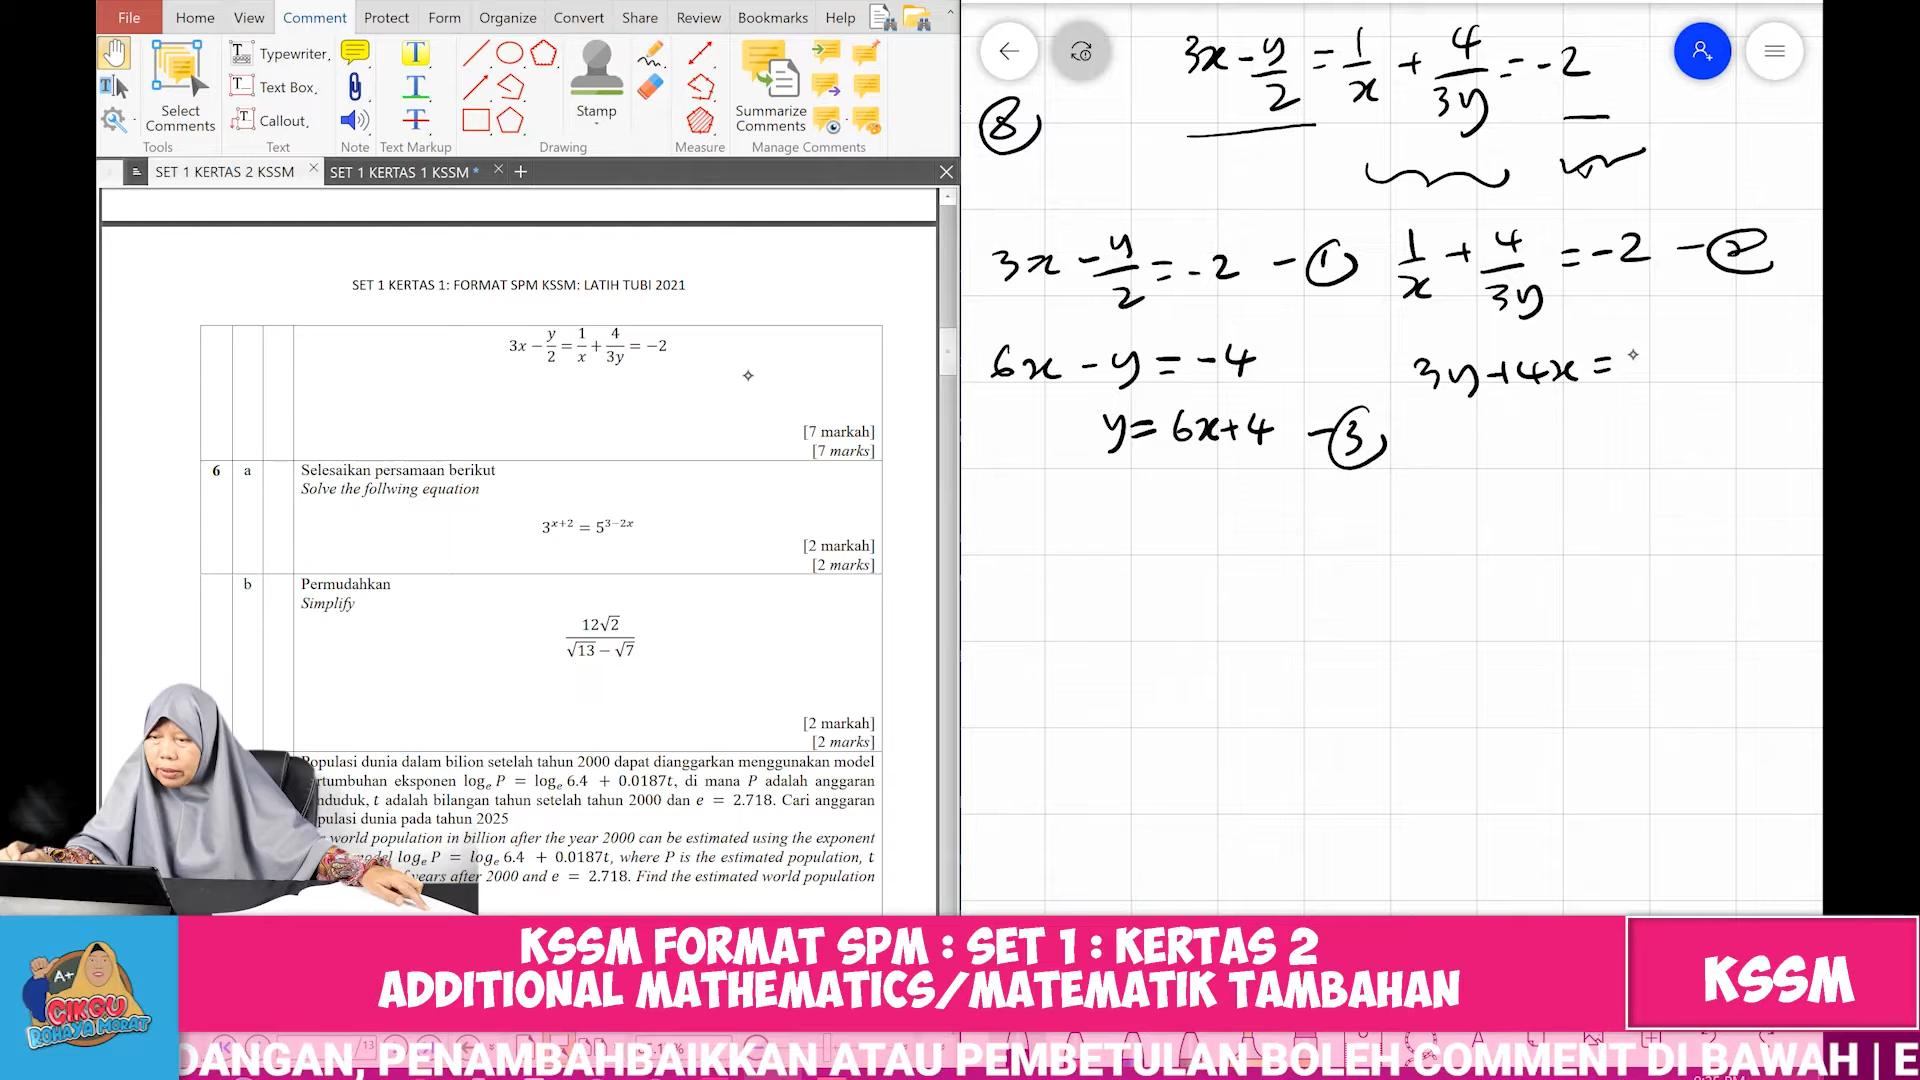 File Home View Comment Protect Form Organize Convert Share Review Bookmarks Help
Typewriter
Text Box
Callout
Select Comments
Stamp
Summarize Comments
Tools Text Note Text Markup Drawing Measure Manage Comments
SET 1 KERTAS 2 KSSM SET 1 KERTAS 1 KSSM *
SET 1 KERTAS 1: FORMAT SPM KSSM: LATIH TUBI 2021
3x − y/2 = 1/x + 4/3y = −2
[7 markah]
[7 marks]
6 a Selesaikan persamaan berikut
Solve the follwing equation
3^{x+2} = 5^{3−2x}
[2 markah]
[2 marks]
b Permudahkan
Simplify
12√2 / (√13 − √7)
[2 markah]
[2 marks]
Populasi dunia dalam bilion setelah tahun 2000 dapat dianggarkan menggunakan model
eksponen log_e P = log_e 6.4 + 0.0187t, di mana P adalah anggaran
t adalah bilangan tahun setelah tahun 2000 dan e = 2.718. Cari anggaran
dunia pada tahun 2025
world population in billion after the year 2000 can be estimated using the exponent
log_e P = log_e 6.4 + 0.0187t, where P is the estimated population, t
years after 2000 and e = 2.718. Find the estimated world population
8
3x − y/2 = 1/x + 4/3y = −2
3x − y/2 = −2 – ①
1/x + 4/3y = −2 – ②
6x − y = −4
3y + 4x =
y = 6x + 4 – ③
A+
CIKGU
ROHAYA MORAT
KSSM FORMAT SPM : SET 1 : KERTAS 2
ADDITIONAL MATHEMATICS/MATEMATIK TAMBAHAN
KSSM
DANGAN, PENAMBAHBAIKKAN ATAU PEMBETULAN BOLEH COMMENT DI BAWAH | E